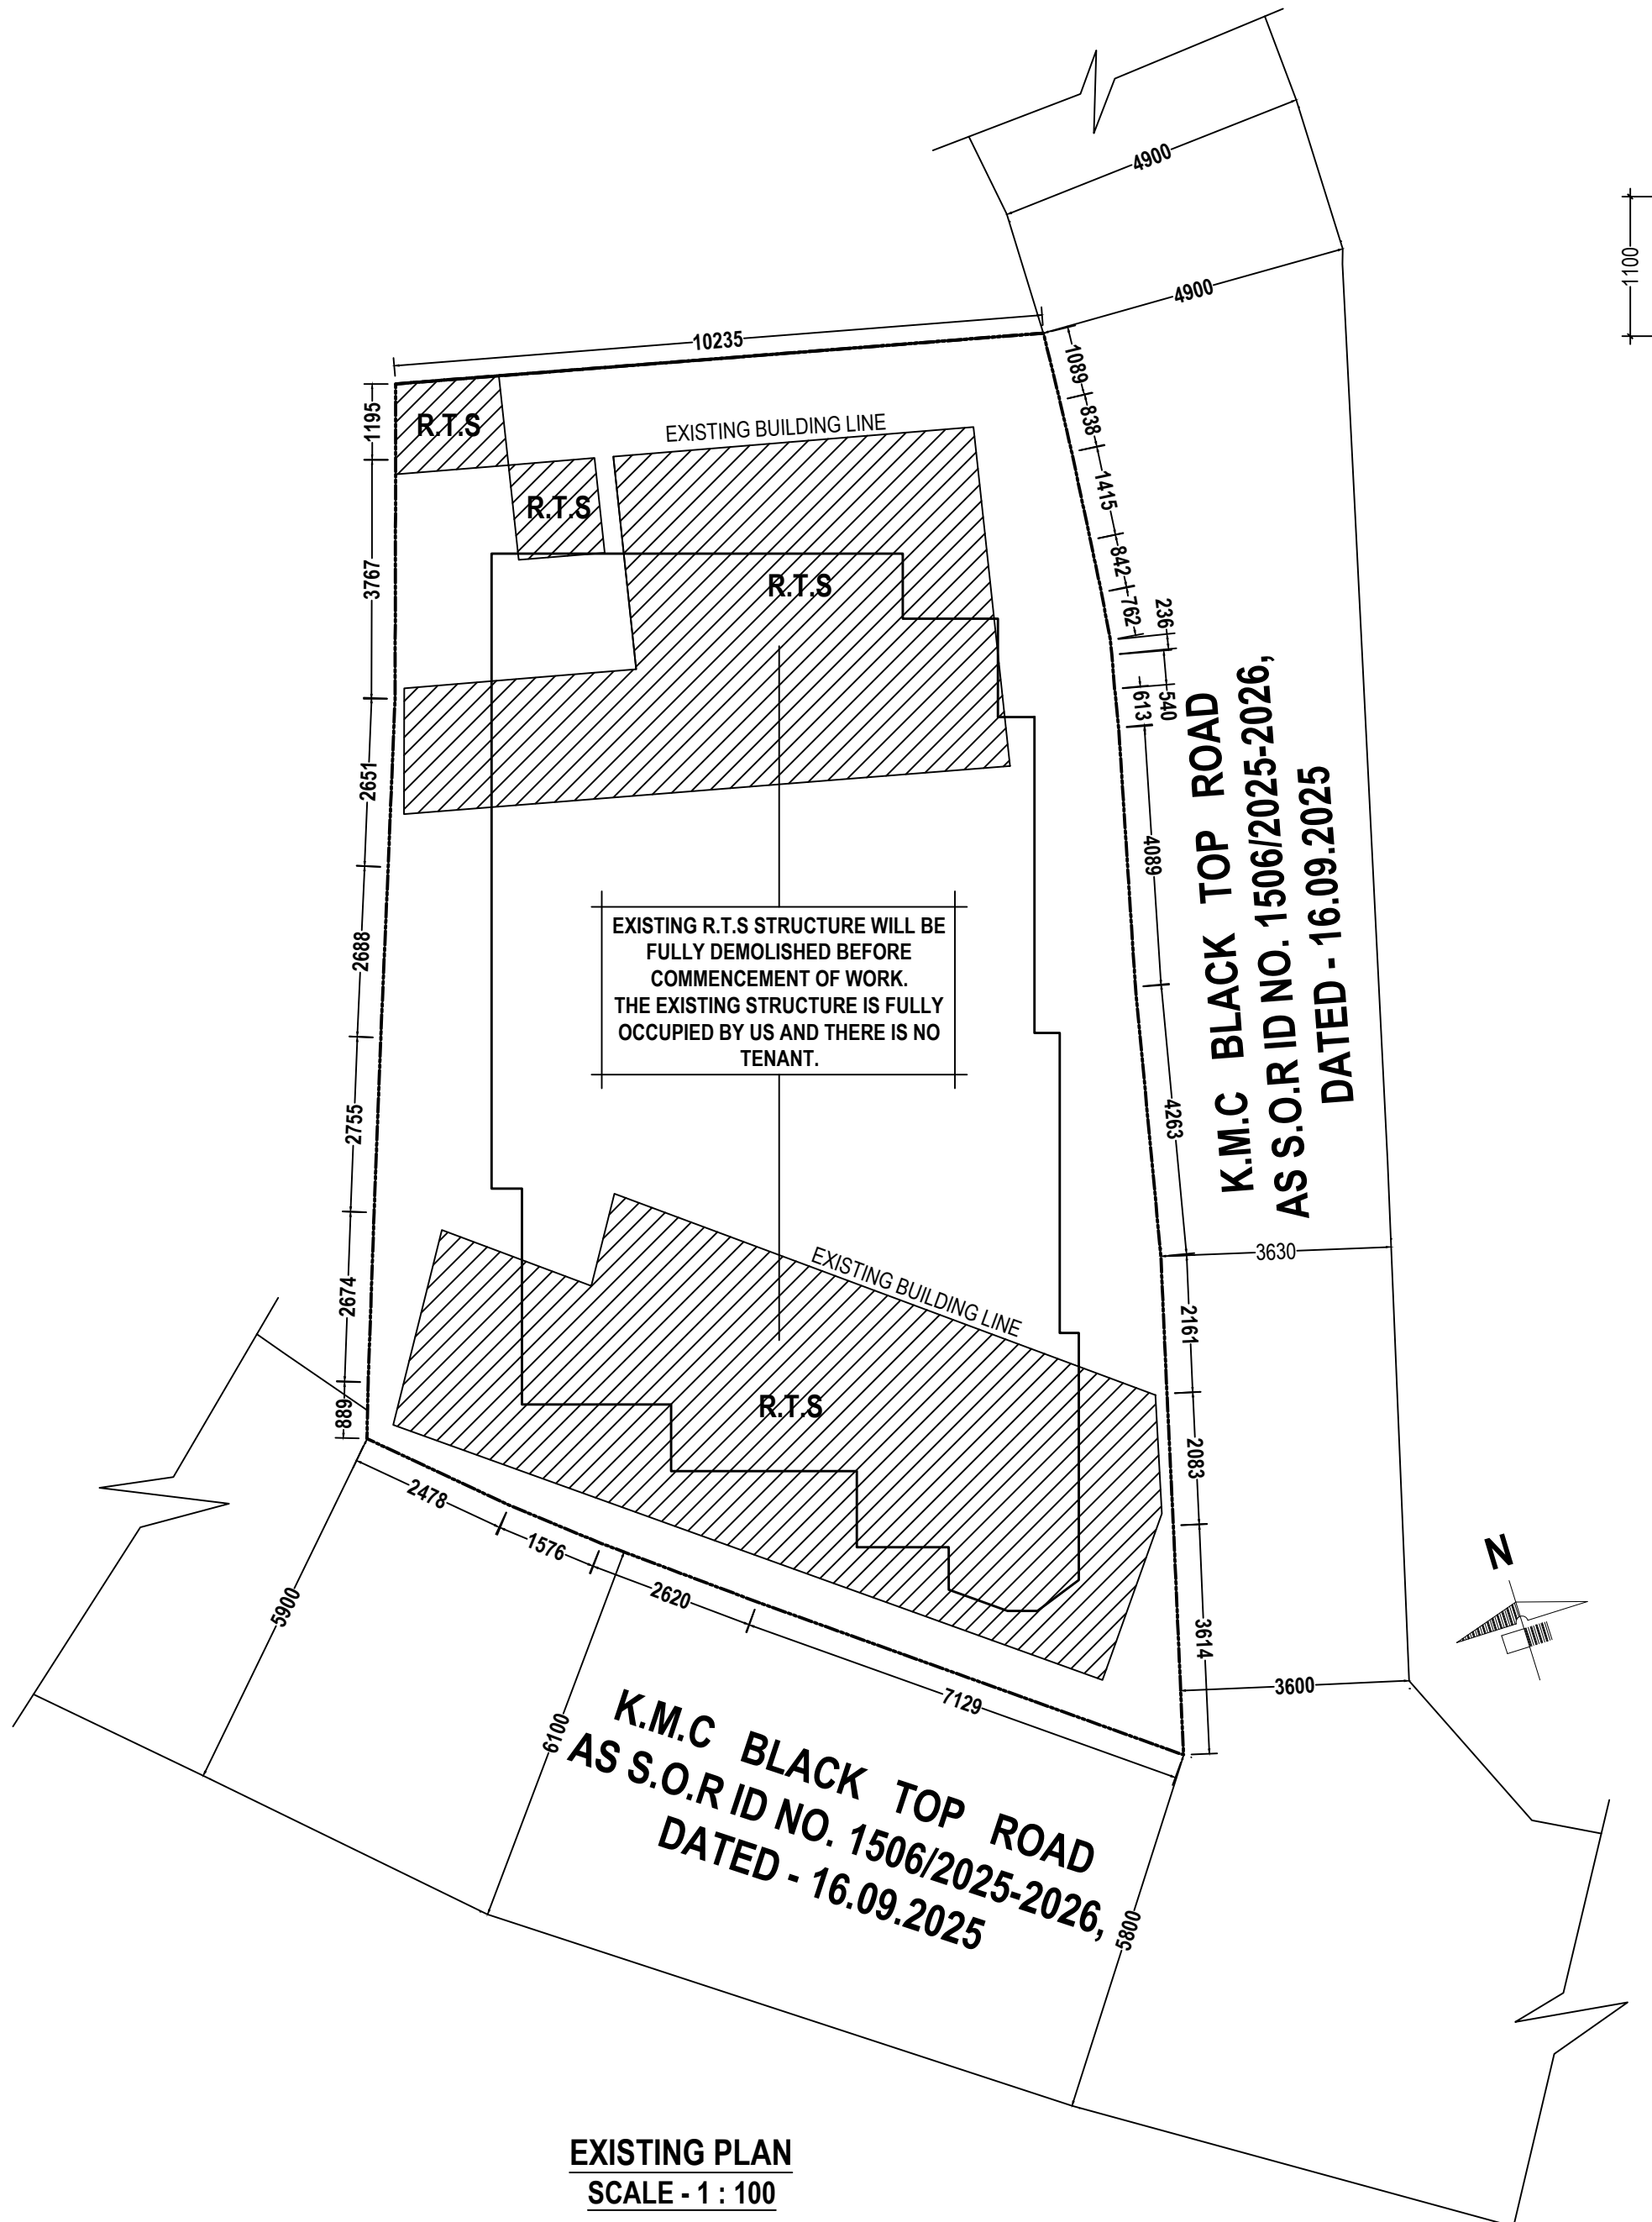 4900
1100
4900
10235
1089
1195
R.T.S
838
EXISTING BUILDING LINE
1415
R.T.S
842
3767
R.T.S
762
236
613
540
2651
4089
K.M.C BLACK TOP ROAD
AS S.O.R ID NO. 1506/2025-2026,
DATED - 16.09.2025
EXISTING R.T.S STRUCTURE WILL BE
FULLY DEMOLISHED BEFORE
COMMENCEMENT OF WORK.
THE EXISTING STRUCTURE IS FULLY
OCCUPIED BY US AND THERE IS NO
TENANT.
2688
2755
4263
3630
EXISTING BUILDING LINE
2674
2161
889
R.T.S
2083
2478
1576
2620
N
5900
3614
3600
7129
6100
K.M.C BLACK TOP ROAD
AS S.O.R ID NO. 1506/2025-2026,
DATED - 16.09.2025
5800
EXISTING PLAN
SCALE - 1 : 100